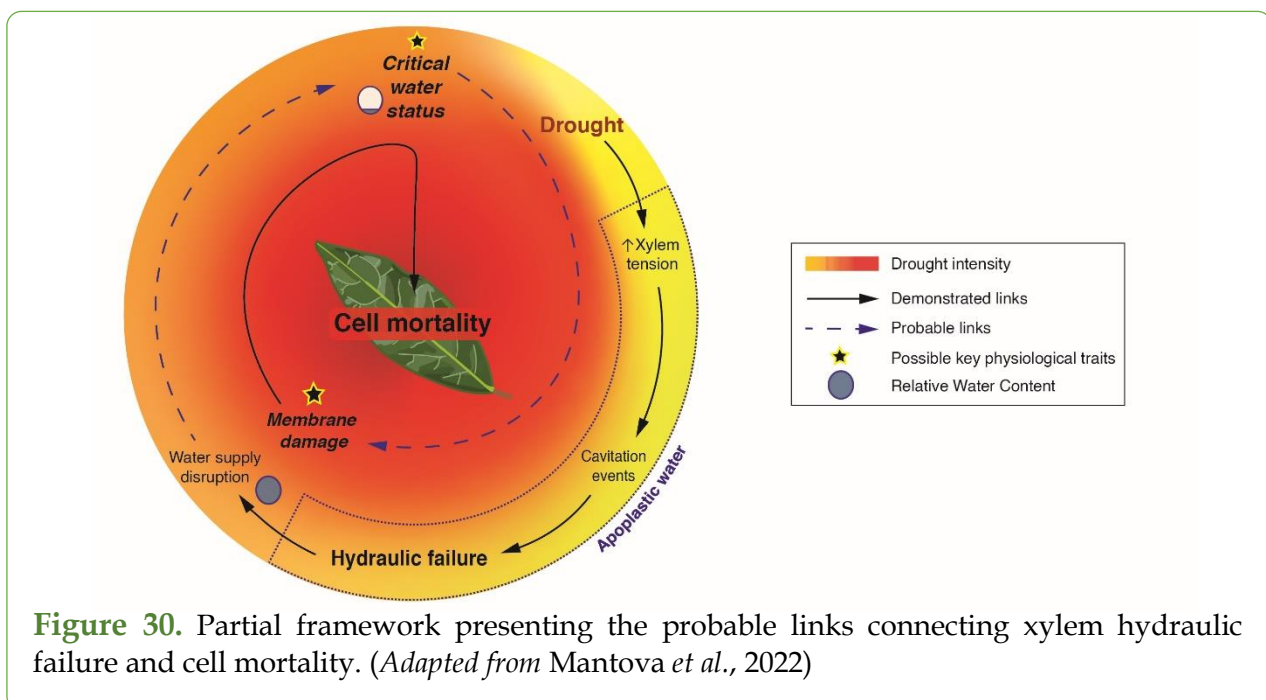 Critical
water
status
Drought
↑Xylem
tension
Cell mortality
Membrane
damage
Water supply
disruption
Cavitation
events
Apoplastic water
Hydraulic failure
Drought intensity
Demonstrated links
Probable links
Possible key physiological traits
Relative Water Content
Figure 30. Partial framework presenting the probable links connecting xylem hydraulic
failure and cell mortality. (Adapted from Mantova et al., 2022)